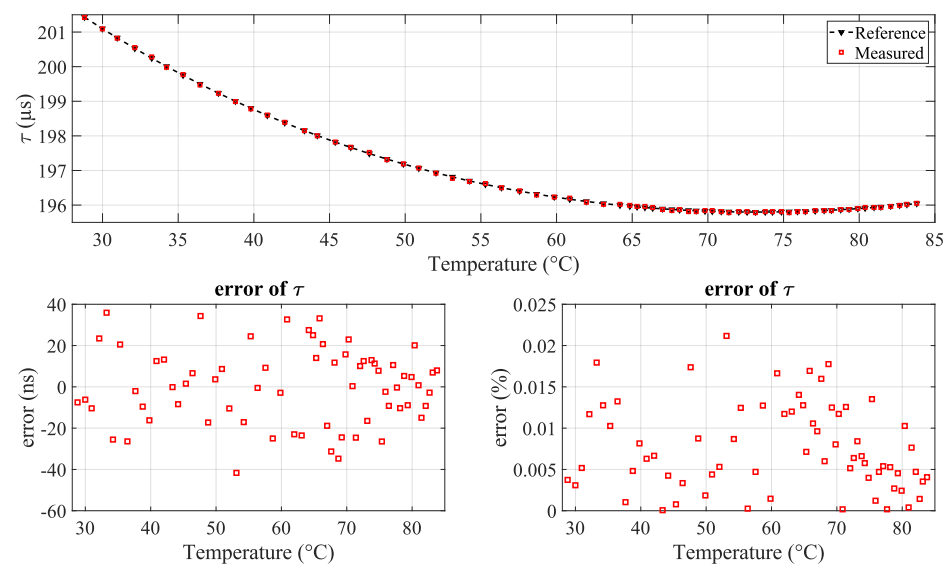 201
200
199
198
197
196
τ (μs)
30 35 40 45 50 55 60 65 70 75 80 85
Temperature (°C)
Reference
Measured
error of τ
40
20
0
-20
-40
-60
error (ns)
30 40 50 60 70 80
Temperature (°C)
error of τ
0.025
0.02
0.015
0.01
0.005
0
error (%)
30 40 50 60 70 80
Temperature (°C)